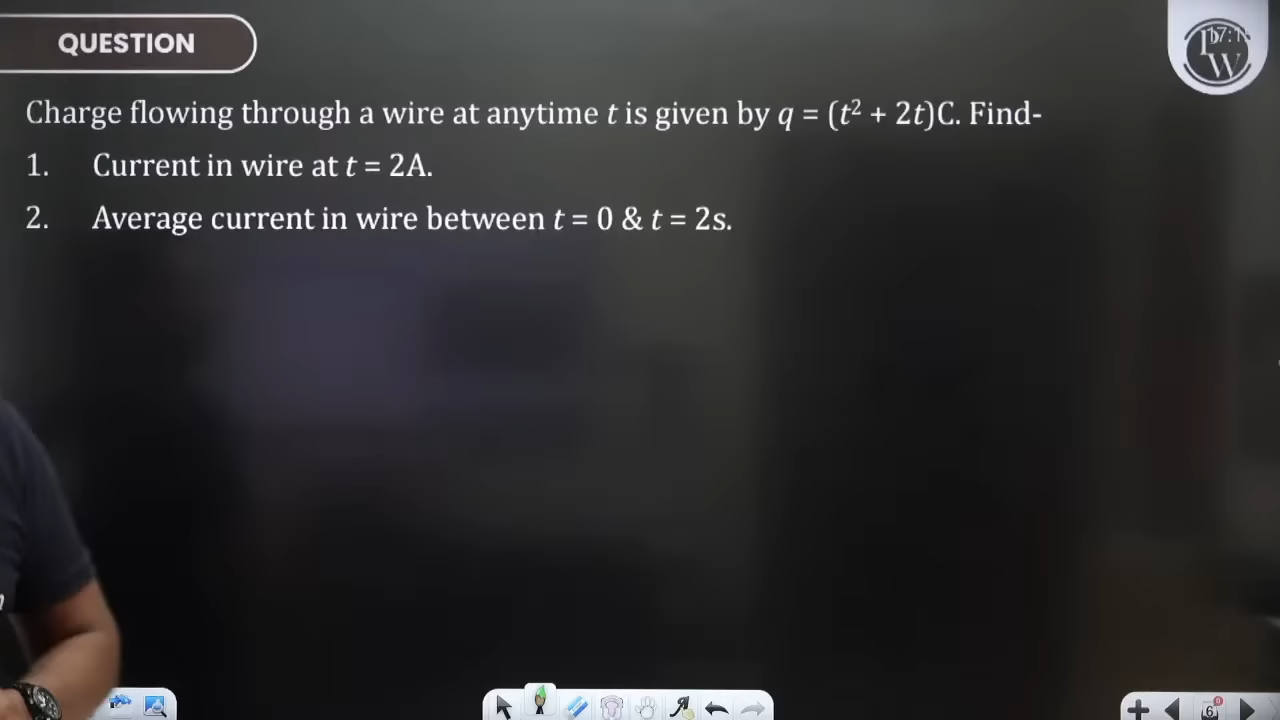 QUESTION
Charge flowing through a wire at anytime t is given by q = (t² + 2t)C. Find-
1. Current in wire at t = 2A.
2. Average current in wire between t = 0 & t = 2s.
6